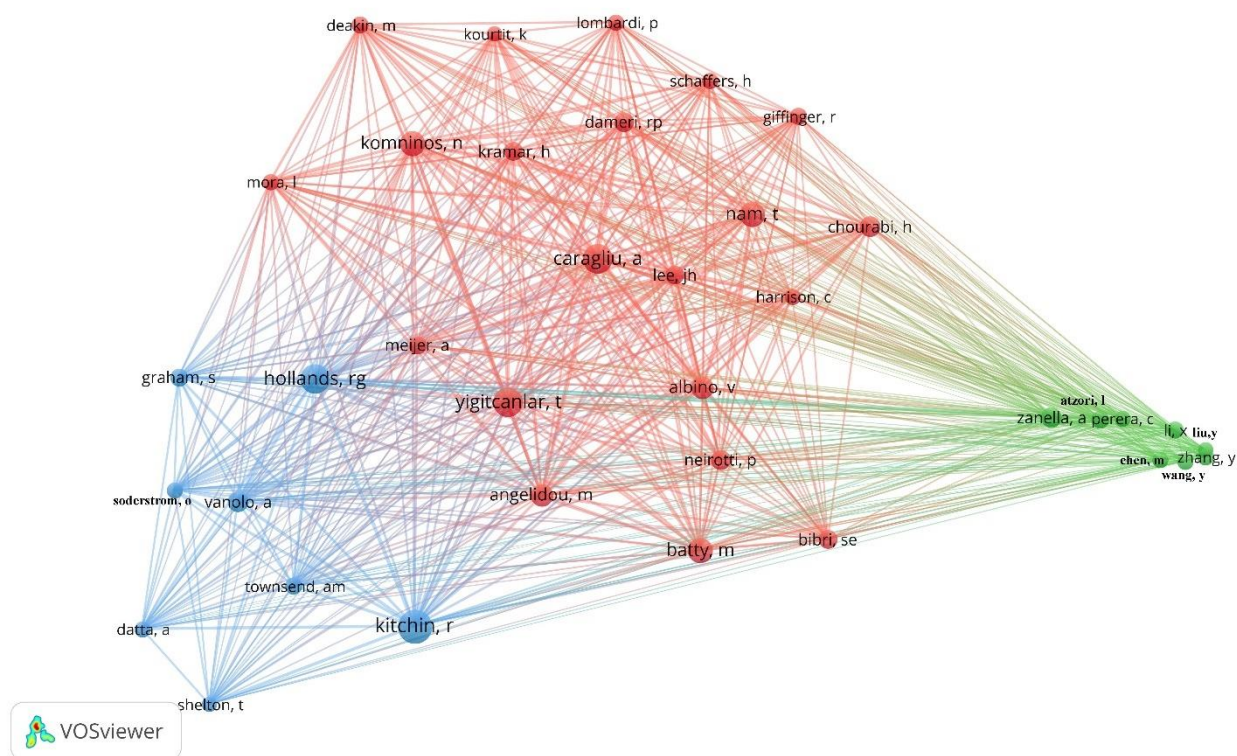 deakin, m
lombardi, p
kourtit, k
schaffers, h
giffinger, r
dameri, rp
komninos, n
kramar, h
mora, l
nam, t
chourabi, h
caragliu, a
lee, jh
harrison, c
meijer, a
graham, s
hollands, rg
albino, v
yigitcanlar, t
atzori, l
zanella, a
perera, c
li, x
liu,y
zhang, y
chen, m
wang, y
neirotti, p
angelidou, m
soderstrom, o
vanolo, a
batty, m
bibri, se
townsend, am
kitchin, r
datta, a
shelton, t
VOSviewer